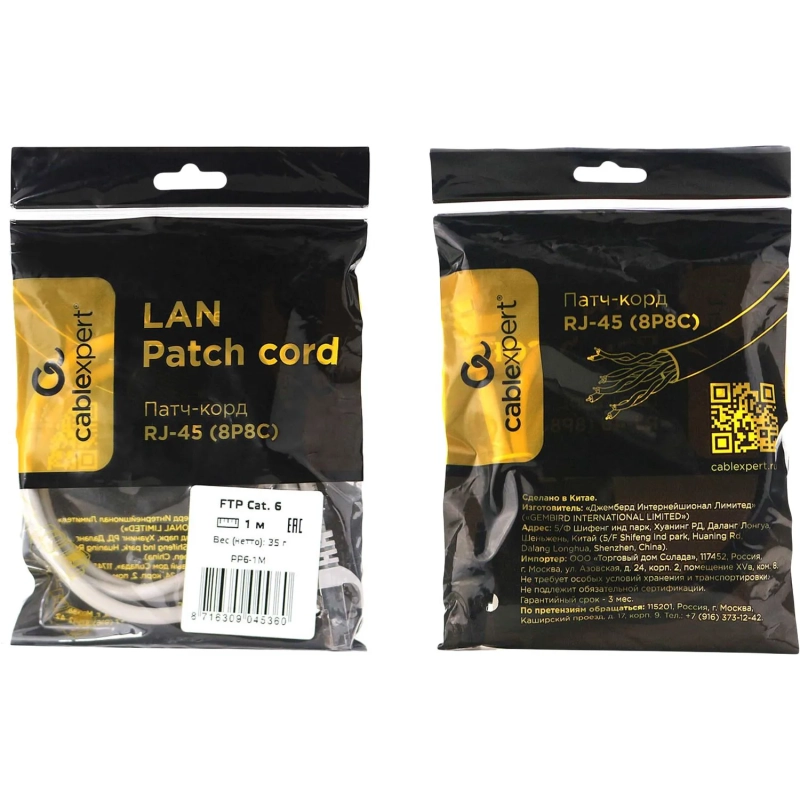 LAN
Patch cord
cablexpert®
Патч-корд
RJ-45 (8P8C)
FTP Cat. 6
1 м
EAC
Вес (нетто): 35 г
PP6-1M
8 716309 045360
Патч-корд
RJ-45 (8P8C)
cablexpert®
cablexpert.ru
Сделано в Китае.
Изготовитель: «Джемберд Интернейшионал Лимитед»
(«GEMBIRD INTERNATIONAL LIMITED»)
Адрес: 5/Ф Шифенг инд парк, Хуанинг РД, Даланг Лонгуа,
Шеньжень, Китай (5/F Shifeng Ind park, Huaning Rd,
Dalang Longhua, Shenzhen, China).
Импортер: ООО «Торговый дом Солада», 117452, Россия,
г. Москва, ул. Азовская, д. 24, корп. 2, помещение XVв, ком. 6.
Не требует особых условий хранения и транспортировки.
Не подлежит обязательной сертификации.
Гарантийный срок - 3 мес.
По претензиям обращаться: 115201, Россия, г. Москва,
Каширский проезд, д. 17, корп. 9. Тел.: +7 (916) 373-12-42.